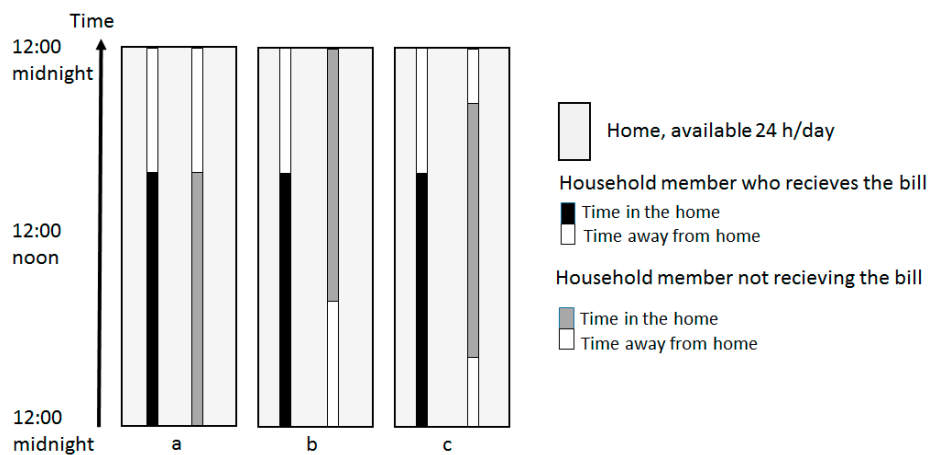 Time
12:00
midnight
12:00
noon
12:00
midnight
a
b
c
Home, available 24 h/day
Household member who recieves the bill
Time in the home
Time away from home
Household member not recieving the bill
Time in the home
Time away from home